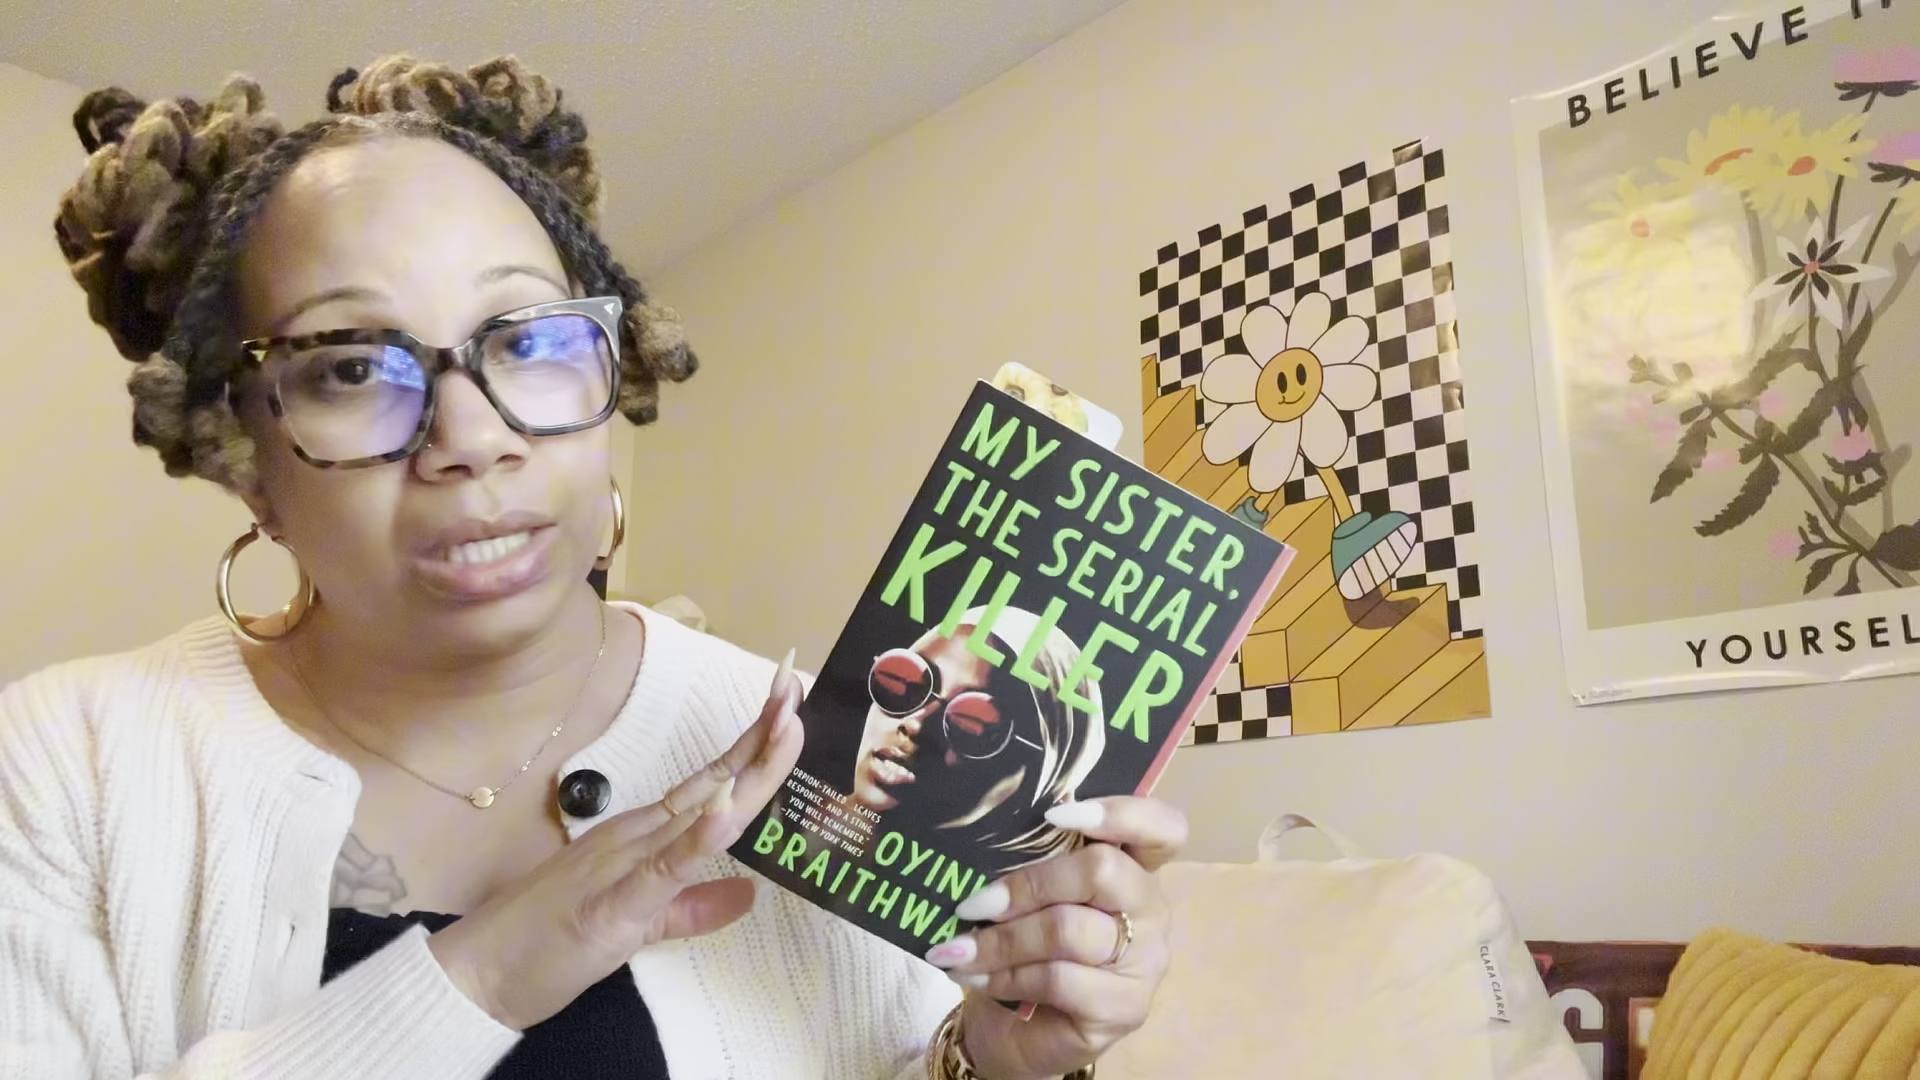 MY SISTER,
THE SERIAL
KILLER
RESPONSE, AND A STING.
YOU WILL REMEMBER."
—THE NEW YORK TIMES
BRAITHWA
BELIEVE
YOURSEL
CLARA CLARK